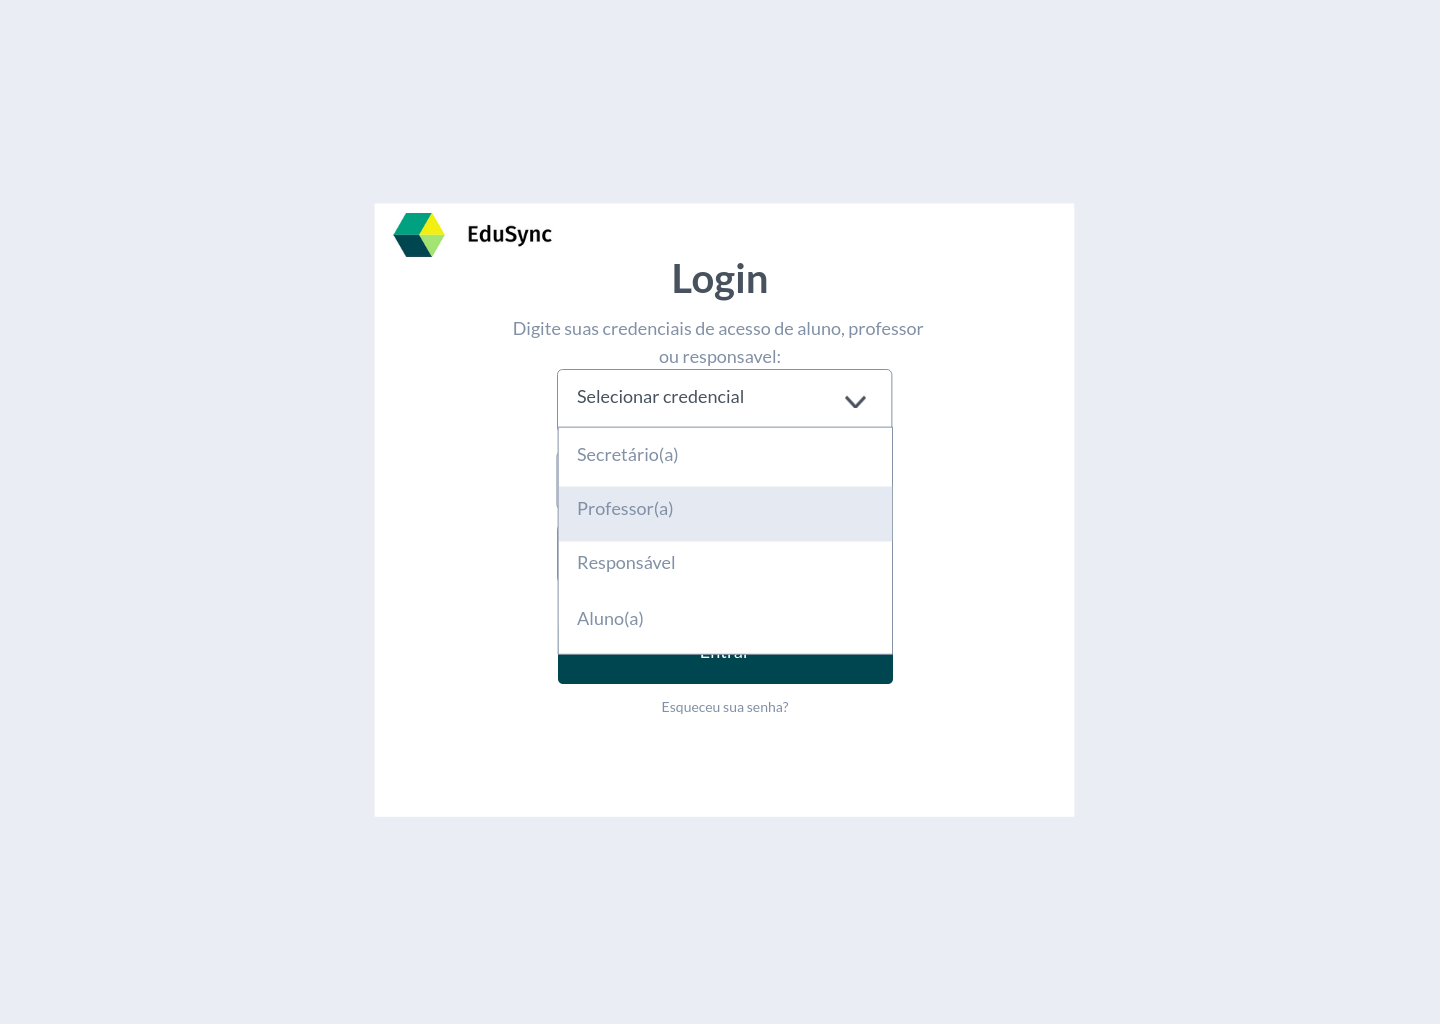 EduSync
Login
Digite suas credenciais de acesso de aluno, professor
ou responsavel:
Selecionar credencial
Secretário(a)
Professor(a)
Responsável
Aluno(a)
Entrar
Esqueceu sua senha?